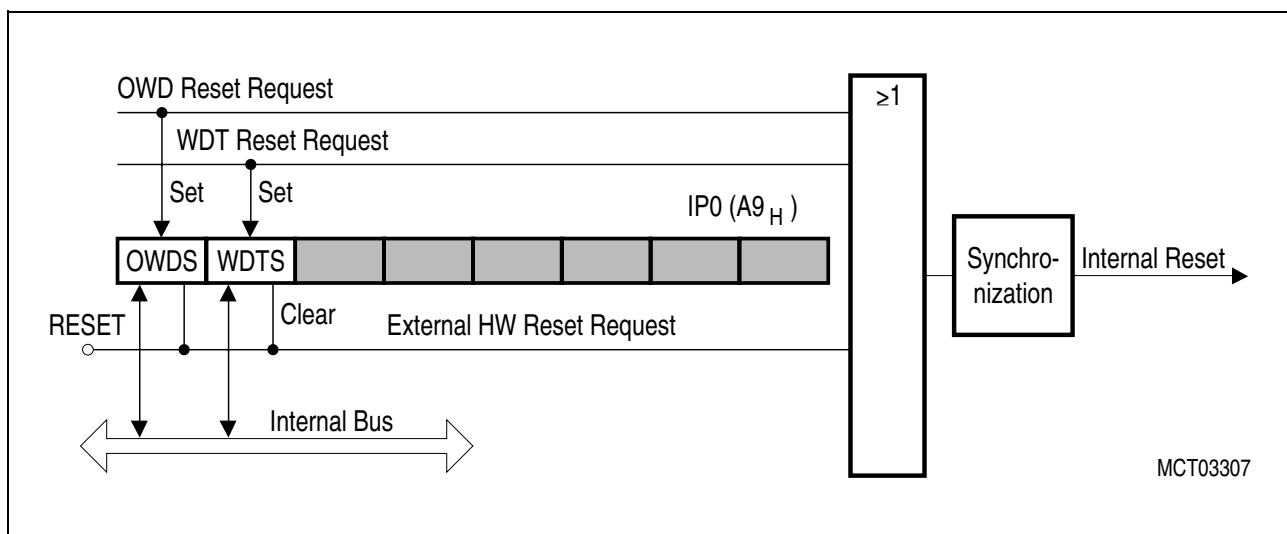 OWD Reset Request
≥1
WDT Reset Request
Set Set
IP0 (A9 H )
OWDS WDTS
Synchro-
nization
Internal Reset
Clear
RESET
External HW Reset Request
Internal Bus
MCT03307